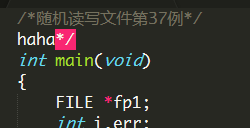 /*随机读写文件第37例*/
haha*/
int main(void)
{
    FILE *fp1;
    int i,err;